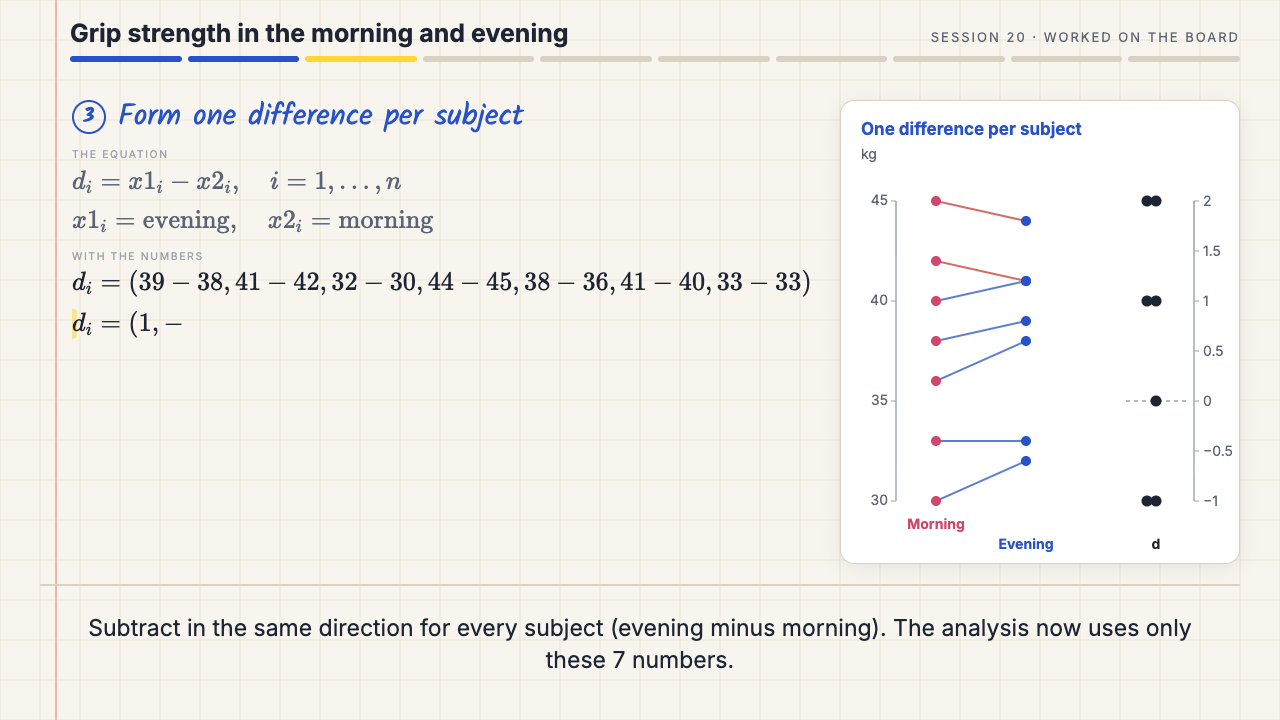 Grip strength in the morning and evening
SESSION 20 · WORKED ON THE BOARD
3 Form one difference per subject
THE EQUATION
dᵢ = x1ᵢ − x2ᵢ, i = 1, . . . , n
x1ᵢ = evening, x2ᵢ = morning
WITH THE NUMBERS
dᵢ = (39 − 38, 41 − 42, 32 − 30, 44 − 45, 38 − 36, 41 − 40, 33 − 33)
dᵢ = (1, −
One difference per subject
kg
45
40
35
30
2
1.5
1
0.5
0
−0.5
−1
Morning
Evening
d
Subtract in the same direction for every subject (evening minus morning). The analysis now uses only
these 7 numbers.